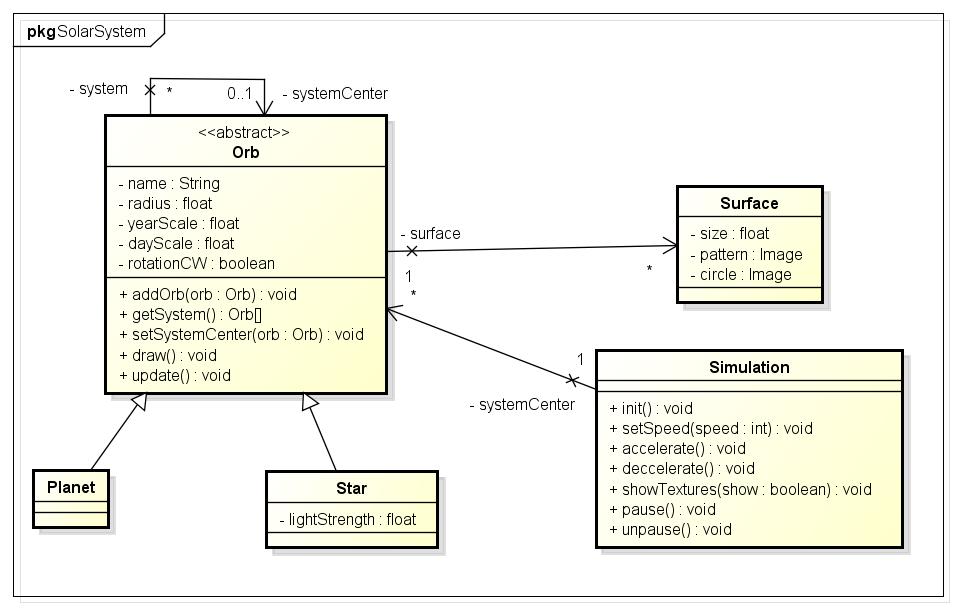 pkg SolarSystem
- system
*
0..1
- systemCenter
<<abstract>>
Orb
- name : String
- radius : float
- yearScale : float
- dayScale : float
- rotationCW : boolean
+ addOrb(orb : Orb) : void
+ getSystem() : Orb[]
+ setSystemCenter(orb : Orb) : void
+ draw() : void
+ update() : void
- surface
1
*
*
Surface
- size : float
- pattern : Image
- circle : Image
1
- systemCenter
Simulation
+ init() : void
+ setSpeed(speed : int) : void
+ accelerate() : void
+ deccelerate() : void
+ showTextures(show : boolean) : void
+ pause() : void
+ unpause() : void
Planet
Star
- lightStrength : float